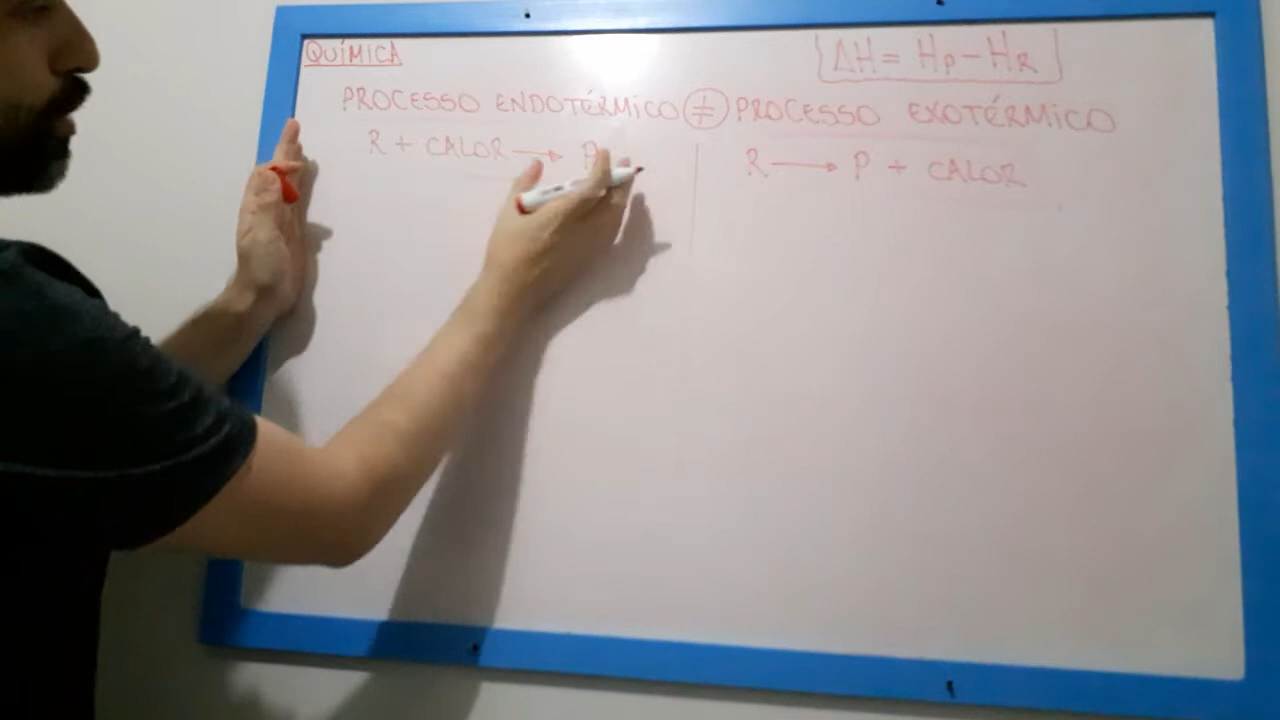 QUÍMICA
ΔH = HP - HR
PROCESSO ENDOTÉRMICO ≠ PROCESSO EXOTÉRMICO
R + CALOR → P
R → P + CALOR